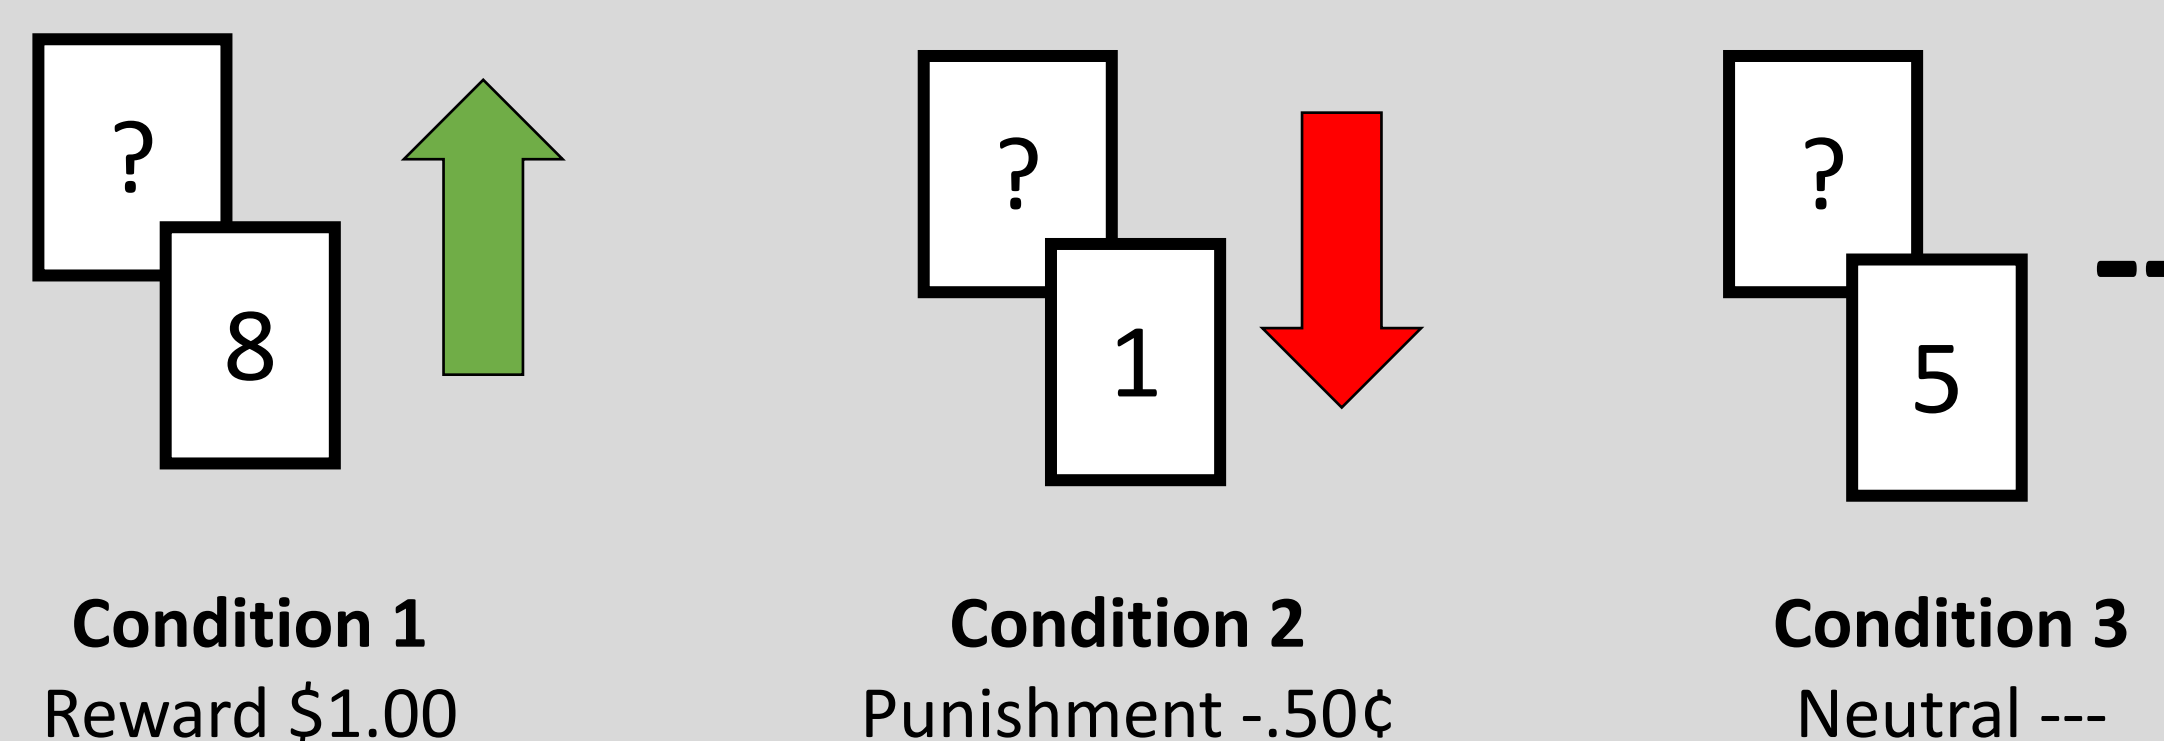 ?
8
?
1
?
5
--
Condition 1
Reward $1.00
Condition 2
Punishment -.50¢
Condition 3
Neutral ---